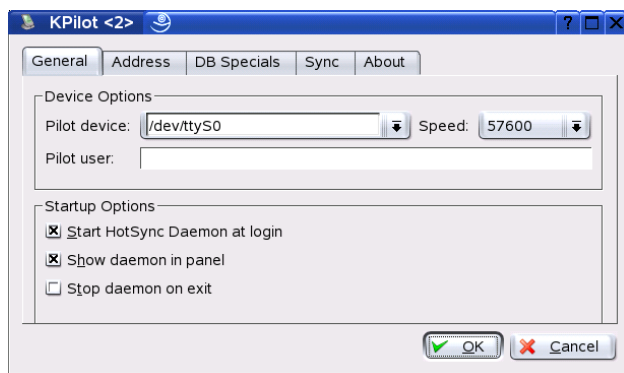 KPilot <2>
General Address DB Specials Sync About
Device Options
Pilot device: /dev/ttyS0 Speed: 57600
Pilot user:
Startup Options
Start HotSync Daemon at login
Show daemon in panel
Stop daemon on exit
OK Cancel